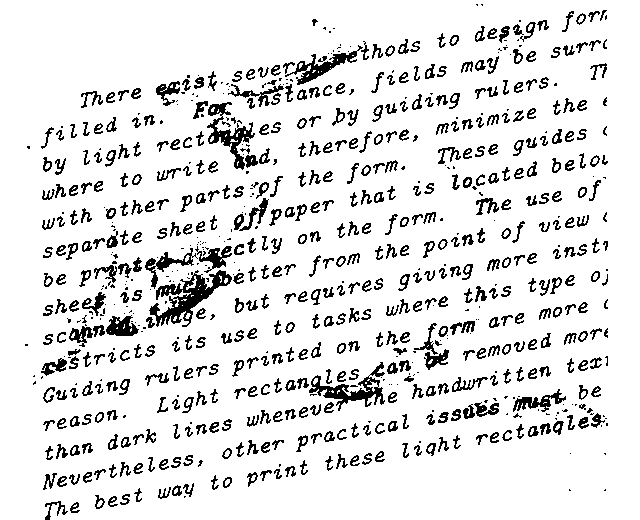 There exist several methods to design form
filled in. For instance, fields may be surro
by light rectangles or by guiding rulers. Th
where to write and, therefore, minimize the e
with other parts of the form. These guides c
separate sheet of paper that is located below
be printed directly on the form. The use of
sheet is much better from the point of view o
scanned image, but requires giving more instr
restricts its use to tasks where this type of
Guiding rulers printed on the form are more c
reason. Light rectangles can be removed more
than dark lines whenever the handwritten text
Nevertheless, other practical issues must be
The best way to print these light rectangles